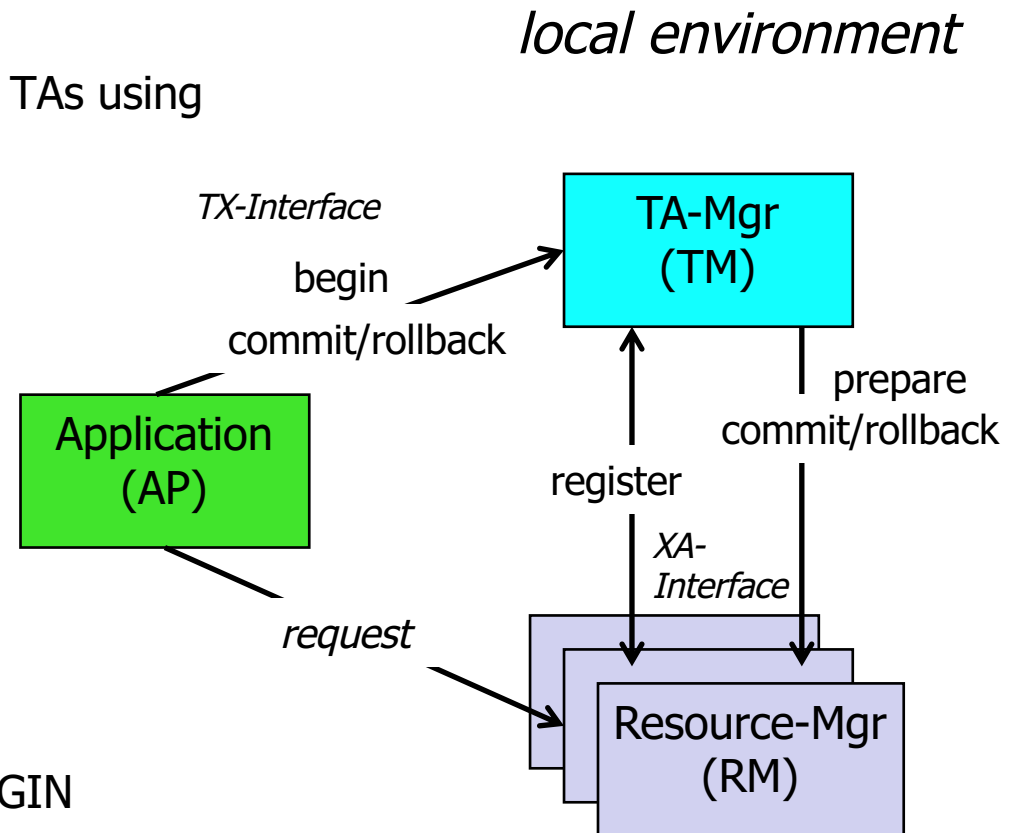 local environment
TAs using
TX-Interface
TA-Mgr
(TM)
begin
commit/rollback
prepare
commit/rollback
Application
(AP)
register
XA-
Interface
request
Resource-Mgr
(RM)
GIN